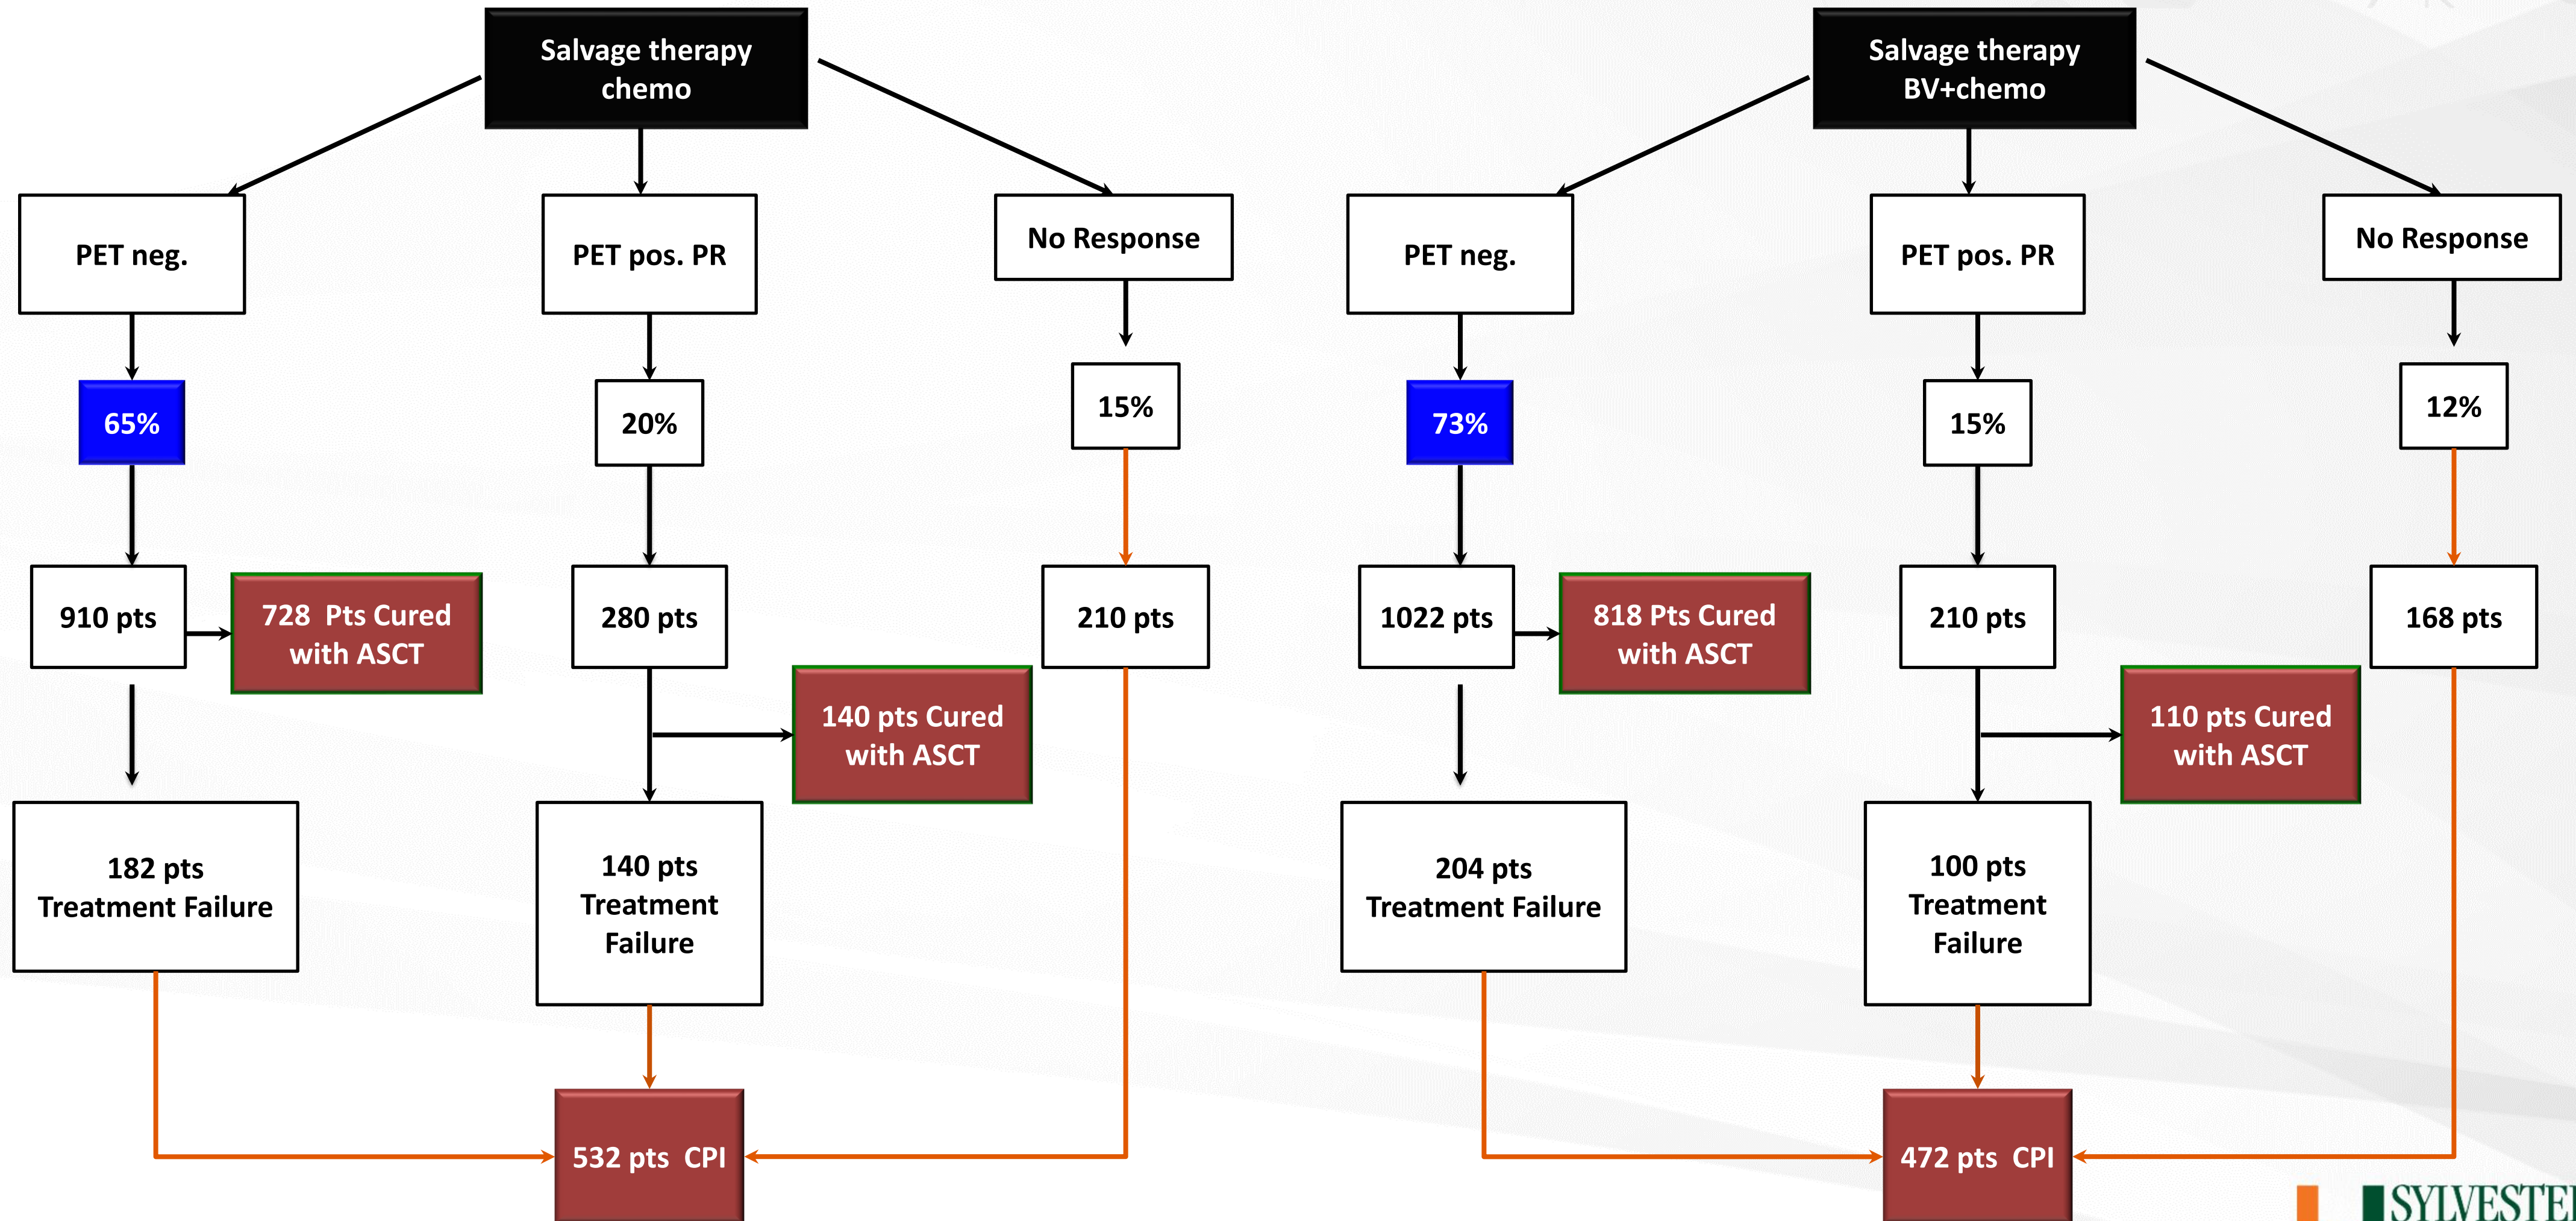 Salvage therapy
chemo
PET neg.
PET pos. PR
No Response
65%
20%
15%
910 pts
728  Pts Cured
with ASCT
280 pts
140 pts Cured
with ASCT
210 pts
182 pts
Treatment Failure
140 pts
Treatment
Failure
532 pts  CPI
Salvage therapy
BV+chemo
PET neg.
PET pos. PR
No Response
73%
15%
12%
1022 pts
818 Pts Cured
with ASCT
210 pts
110 pts Cured
with ASCT
168 pts
204 pts
Treatment Failure
100 pts
Treatment
Failure
472 pts  CPI